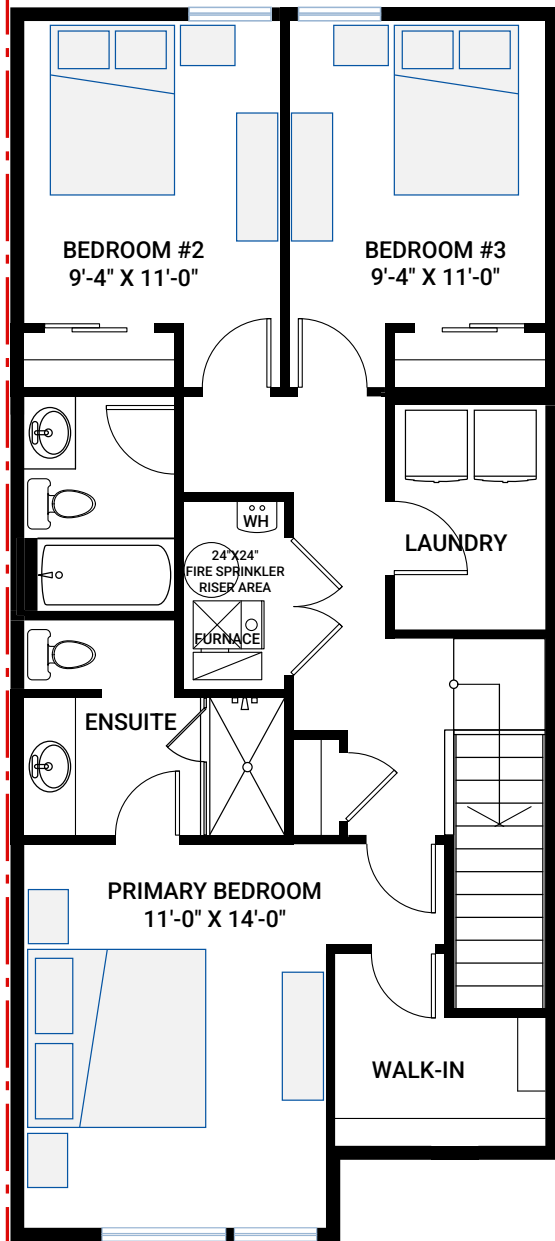 BEDROOM #2
9'-4" X 11'-0"
BEDROOM #3
9'-4" X 11'-0"
WH
24"X24"
FIRE SPRINKLER
RISER AREA
FURNACE
LAUNDRY
ENSUITE
PRIMARY BEDROOM
11'-0" X 14'-0"
WALK-IN